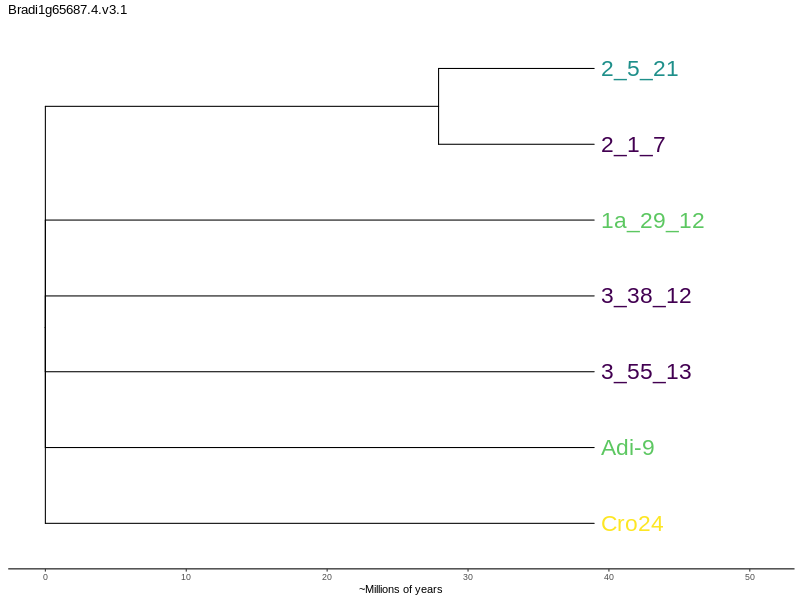 Bradi1g65687.4.v3.1
2_5_21
2_1_7
1a_29_12
3_38_12
3_55_13
Adi-9
Cro24
0 10 20 30 40 50
~Millions of years